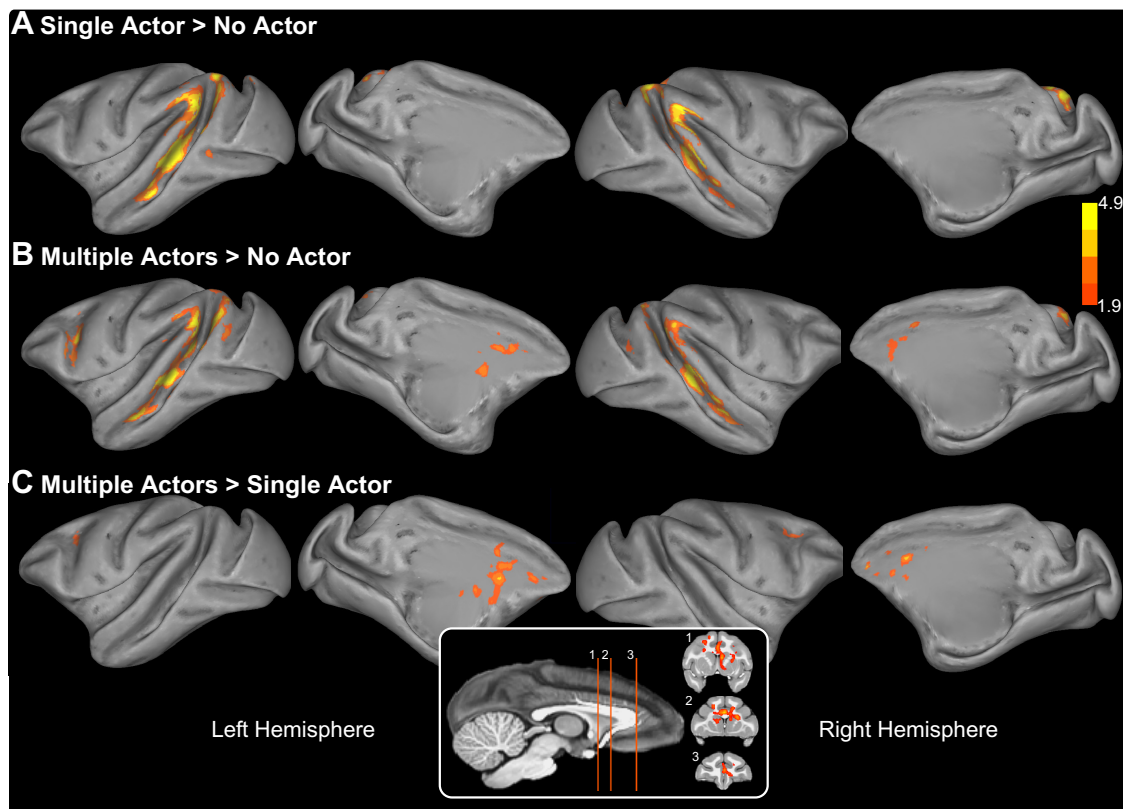 A Single Actor > No Actor
4.9
B Multiple Actors > No Actor
1.9
C Multiple Actors > Single Actor
1 2 3
1
2
3
Left Hemisphere
Right Hemisphere